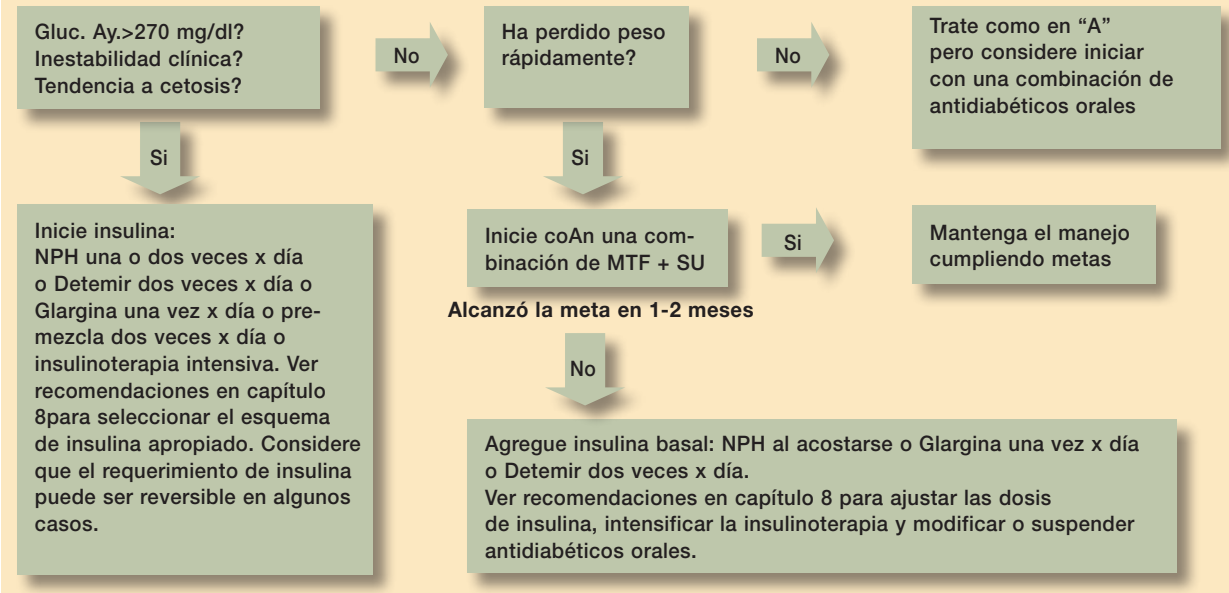 Gluc. Ay.>270 mg/dl?
Inestabilidad clínica?
Tendencia a cetosis?
No
Ha perdido peso
rápidamente?
No
Trate como en “A”
pero considere iniciar
con una combinación de
antidiabéticos orales
Si
Si
Inicie insulina:
NPH una o dos veces x día
o Detemir dos veces x día o
Glargina una vez x día o pre-
mezcla dos veces x día o
insulinoterapia intensiva. Ver
recomendaciones en capítulo
8para seleccionar el esquema
de insulina apropiado. Considere
que el requerimiento de insulina
puede ser reversible en algunos
casos.
Inicie coAn una com-
binación de MTF + SU
Si
Mantenga el manejo
cumpliendo metas
Alcanzó la meta en 1-2 meses
No
Agregue insulina basal: NPH al acostarse o Glargina una vez x día
o Detemir dos veces x día.
Ver recomendaciones en capítulo 8 para ajustar las dosis
de insulina, intensificar la insulinoterapia y modificar o suspender
antidiabéticos orales.